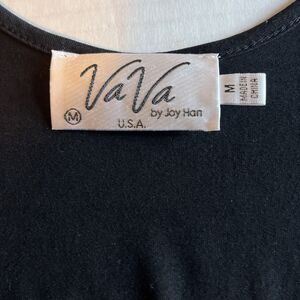 VaVa
by Joy Han
M
U.S.A.
M
MADE IN
CHINA